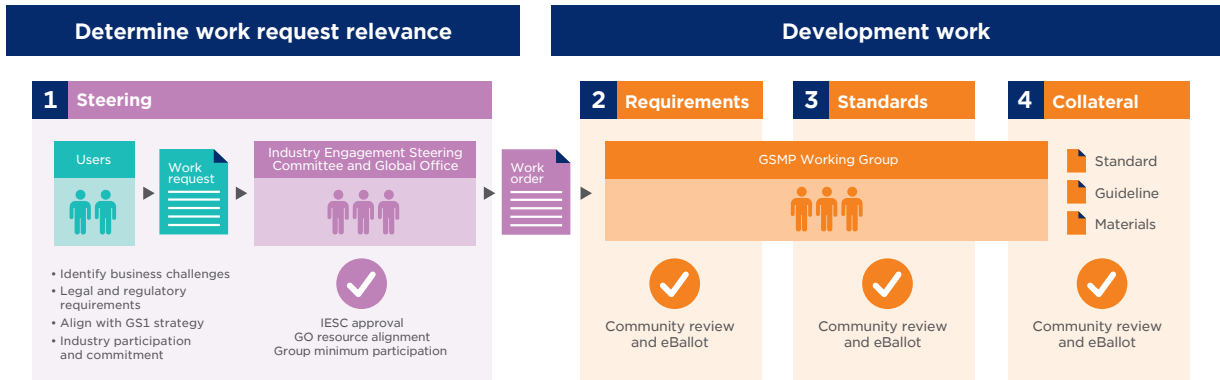 Determine work request relevance
Development work
1 Steering
2 Requirements
3 Standards
4 Collateral
Users
Work
request
Industry Engagement Steering
Committee and Global Office
Work
order
GSMP Working Group
Standard
Guideline
Materials
• Identify business challenges
• Legal and regulatory
requirements
• Align with GS1 strategy
• Industry participation
and commitment
IESC approval
GO resource alignment
Group minimum participation
Community review
and eBallot
Community review
and eBallot
Community review
and eBallot